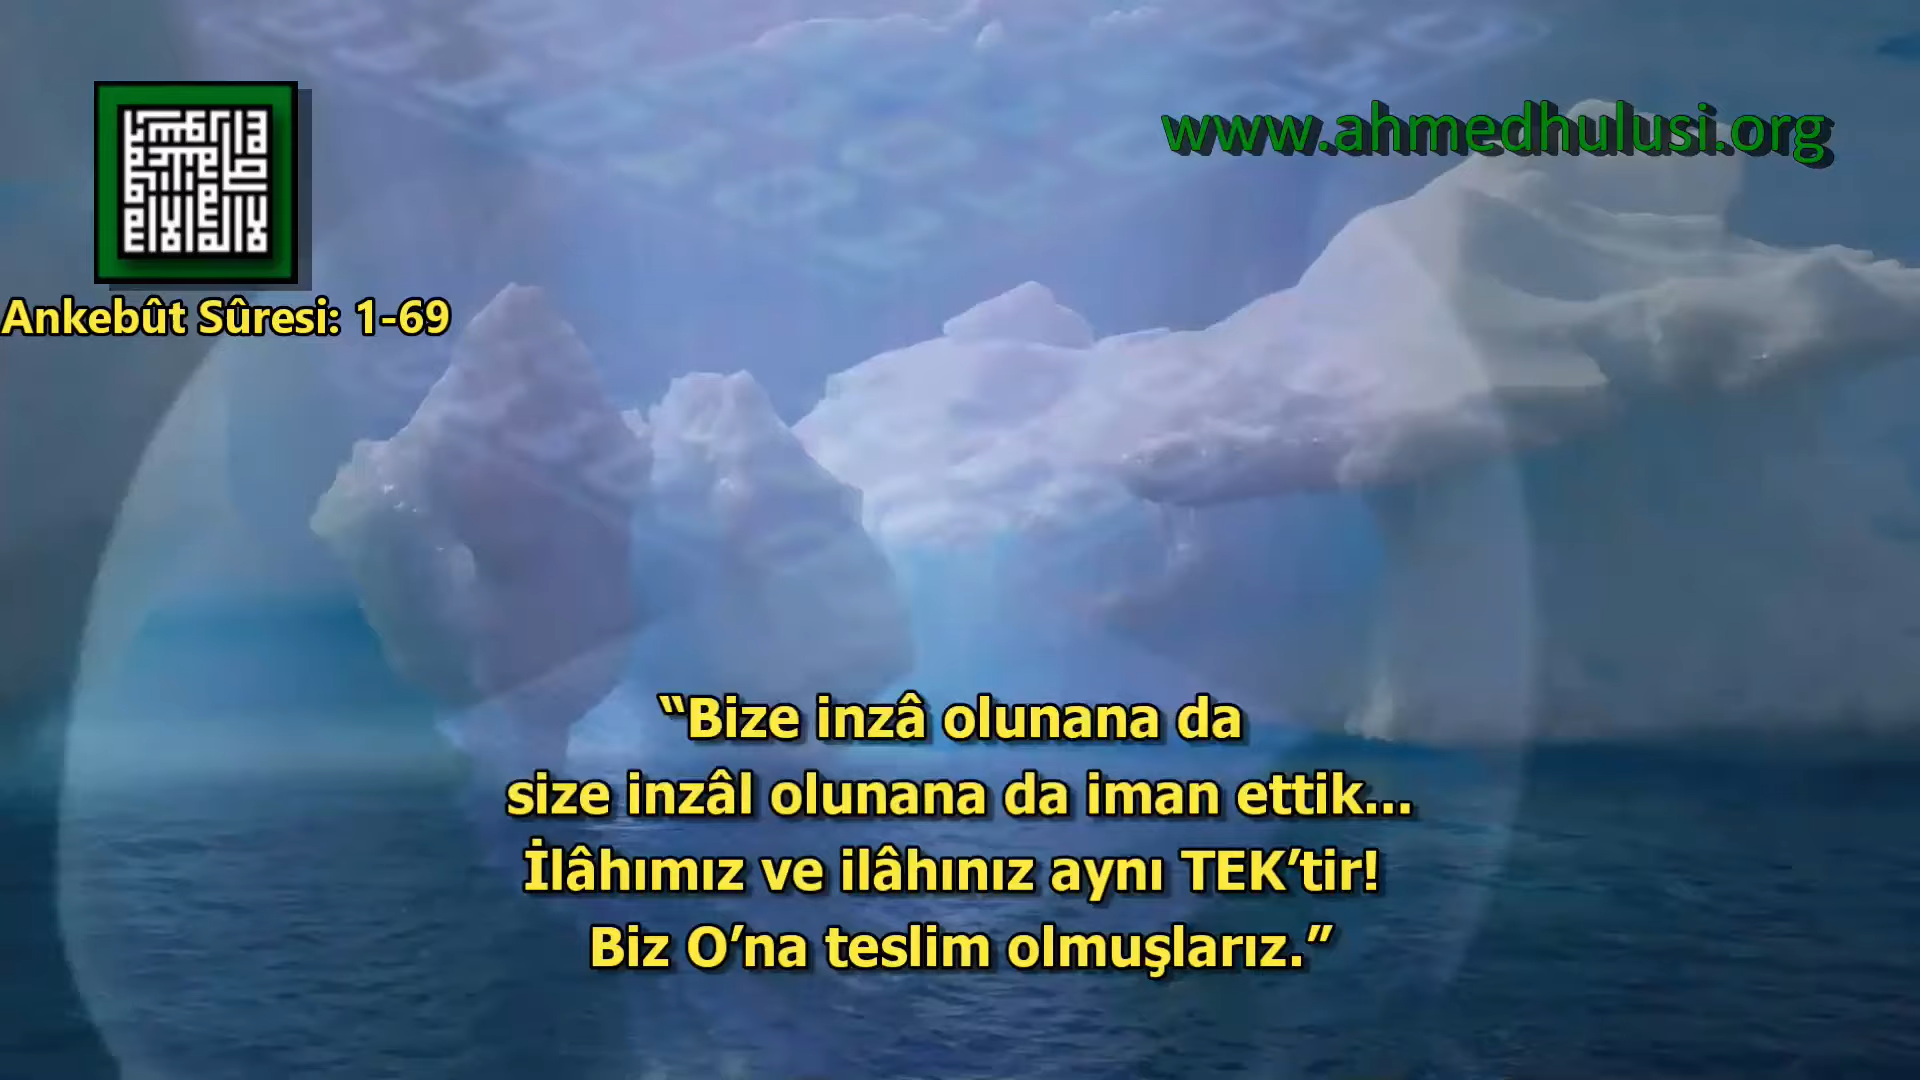 www.ahmedhulusi.org
Ankebût Sûresi: 1-69
“Bize inzâ olunana da
size inzâl olunana da iman ettik...
İlâhımız ve ilâhınız aynı TEK’tir!
Biz O’na teslim olmuşlarız.”